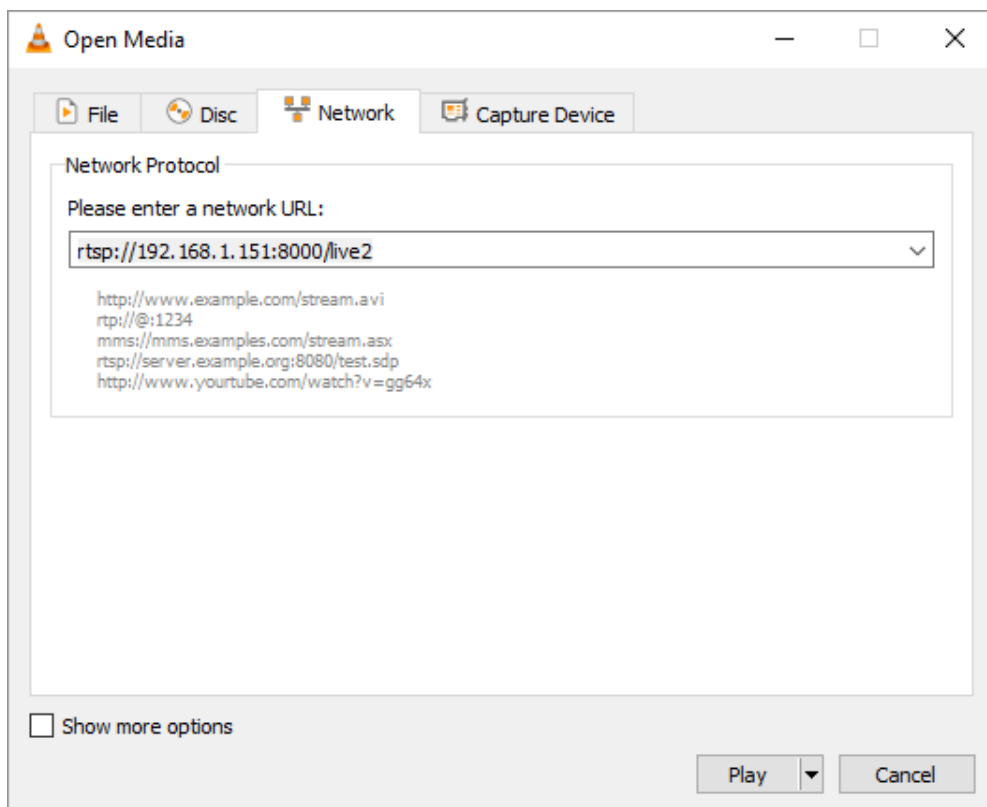 Open Media
File
Disc
Network
Capture Device
Network Protocol
Please enter a network URL:
rtsp://192.168.1.151:8000/live2
http://www.example.com/stream.avi
rtp://@:1234
mms://mms.examples.com/stream.asx
rtsp://server.example.org:8080/test.sdp
http://www.yourtube.com/watch?v=gg64x
Show more options
Play
Cancel